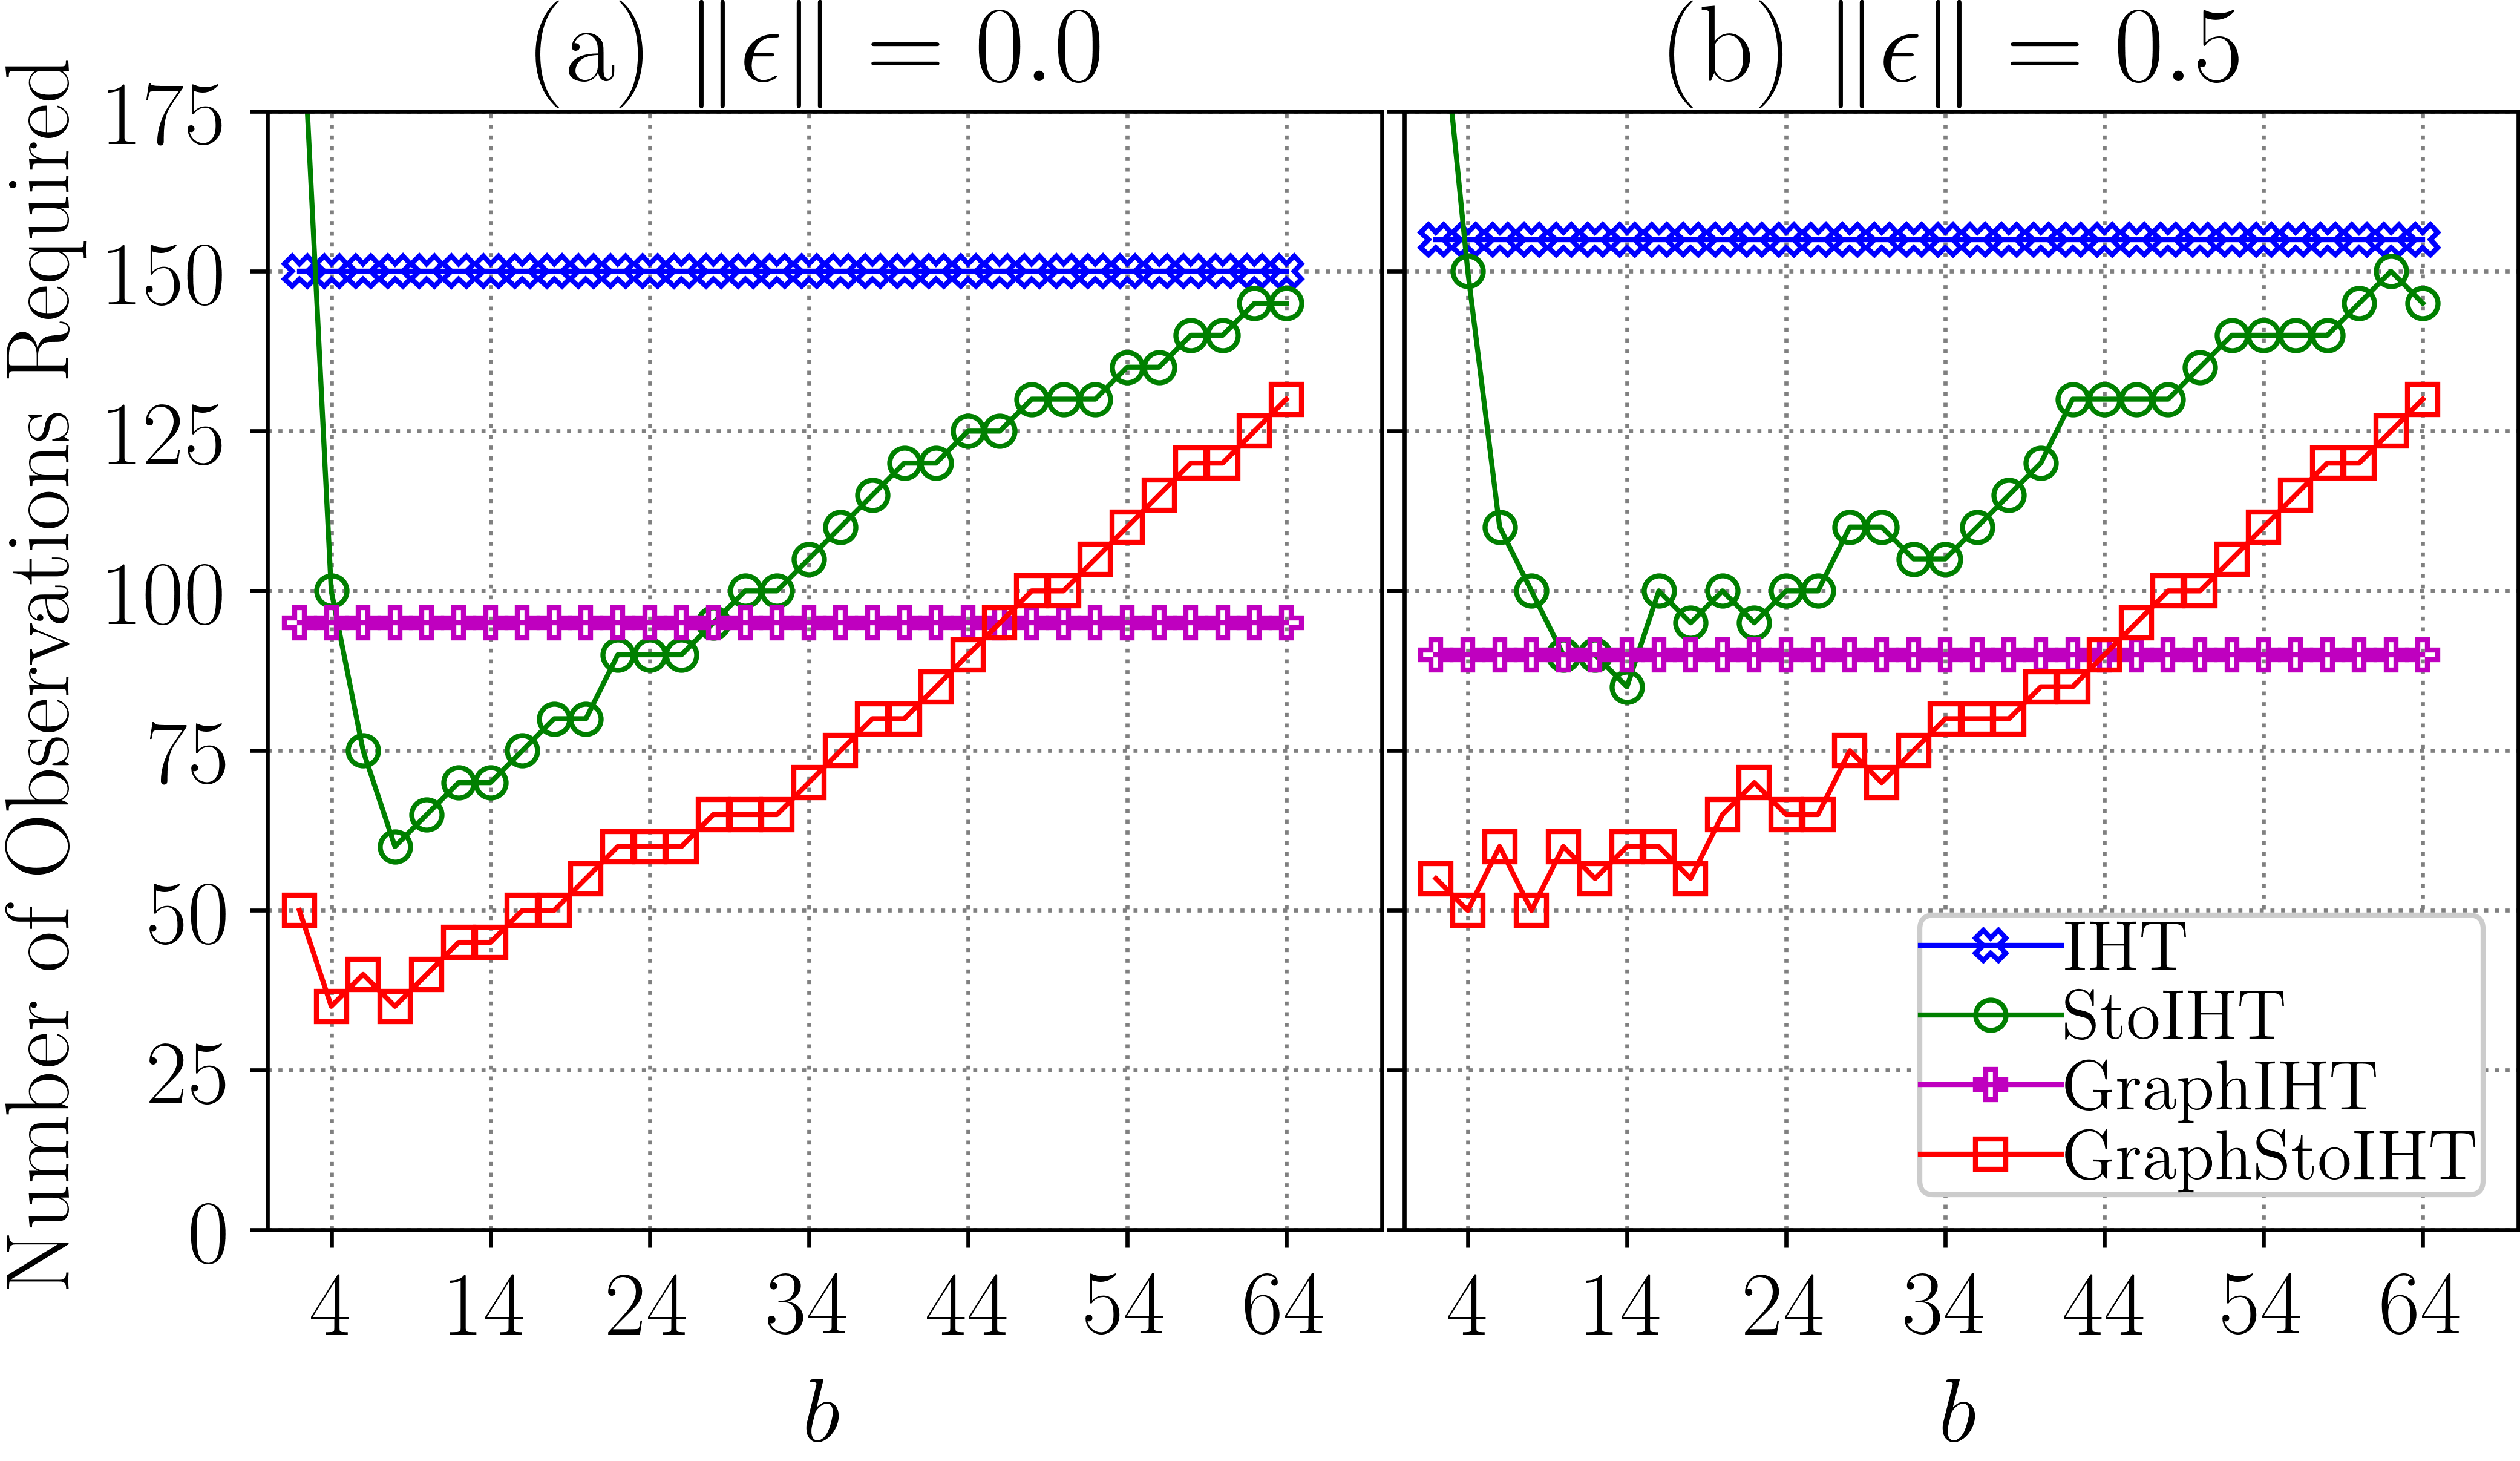 (a) ‖ϵ‖ = 0.0
(b) ‖ϵ‖ = 0.5
Number of Observations Required
175
150
125
100
75
50
25
0
4 14 24 34 44 54 64
4 14 24 34 44 54 64
b
b
IHT
StoIHT
GraphIHT
GraphStoIHT